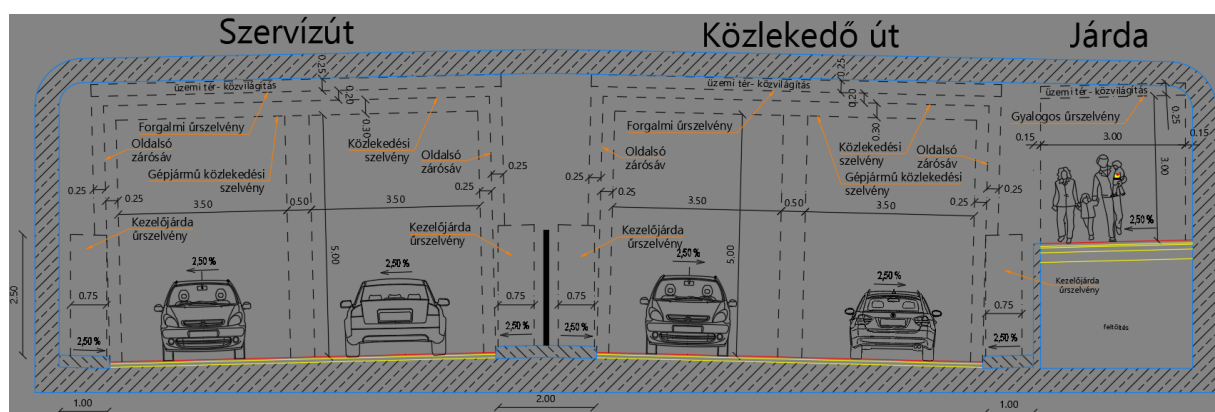 Szervízút
Közlekedő út
Járda
0.25
üzemi tér- közvilágítás
0.20
Forgalmi űrszelvény
0.30
Közlekedési
szelvény
Oldalsó
zárósáv
Oldalsó
zárósáv
Gépjármű közlekedési
szelvény
0.25
0.25
0.25
0.25
3.50
0.50
3.50
Kezelőjárda
űrszelvény
Kezelőjárda
űrszelvény
5.00
2,50 %
2,50 %
2.50
0.75
0.75
2,50 %
2,50 %
1.00
2.00
0.25
üzemi tér- közvilágítás
0.20
Forgalmi űrszelvény
0.30
Közlekedési
szelvény
Oldalsó
zárósáv
Oldalsó
zárósáv
Gépjármű közlekedési
szelvény
0.25
0.25
0.25
0.25
3.50
0.50
3.50
Kezelőjárda
űrszelvény
5.00
2,50 %
2,50 %
0.75
2,50 %
Kezelőjárda
űrszelvény
0.75
2,50 %
1.00
üzemi tér- közvilágítás
Gyalogos űrszelvény
0.25
0.15
3.00
0.15
3.00
2,50 %
feltöltés